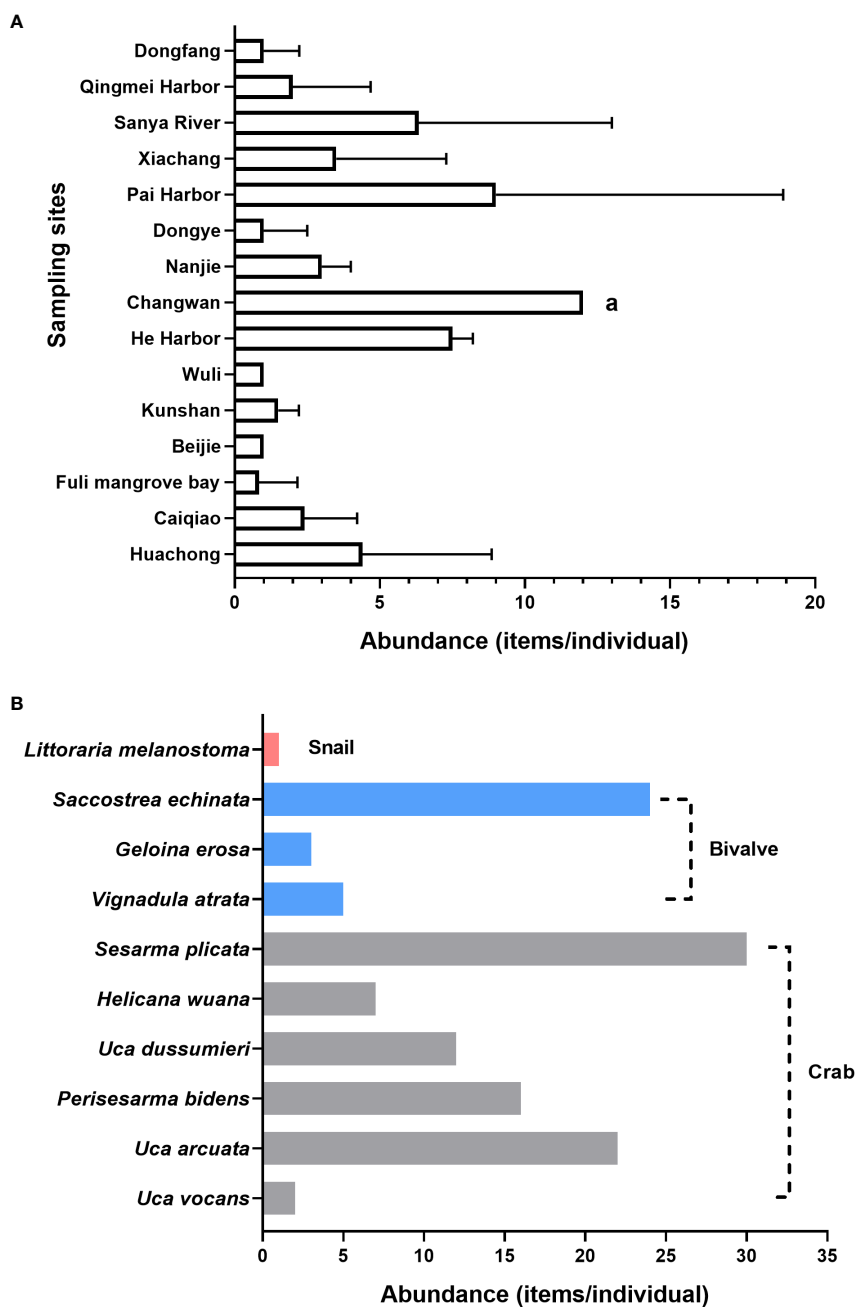 A
Dongfang
Qingmei Harbor
Sanya River
Xiachang
Pai Harbor
Dongye
Nanjie
Changwan
a
He Harbor
Wuli
Kunshan
Beijie
Fuli mangrove bay
Caiqiao
Huachong
Sampling sites
0 5 10 15 20
Abundance (items/individual)
B
Littoraria melanostoma
Snail
Saccostrea echinata
Geloina erosa
Bivalve
Vignadula atrata
Sesarma plicata
Helicana wuana
Uca dussumieri
Crab
Perisesarma bidens
Uca arcuata
Uca vocans
0 5 10 15 20 25 30 35
Abundance (items/individual)